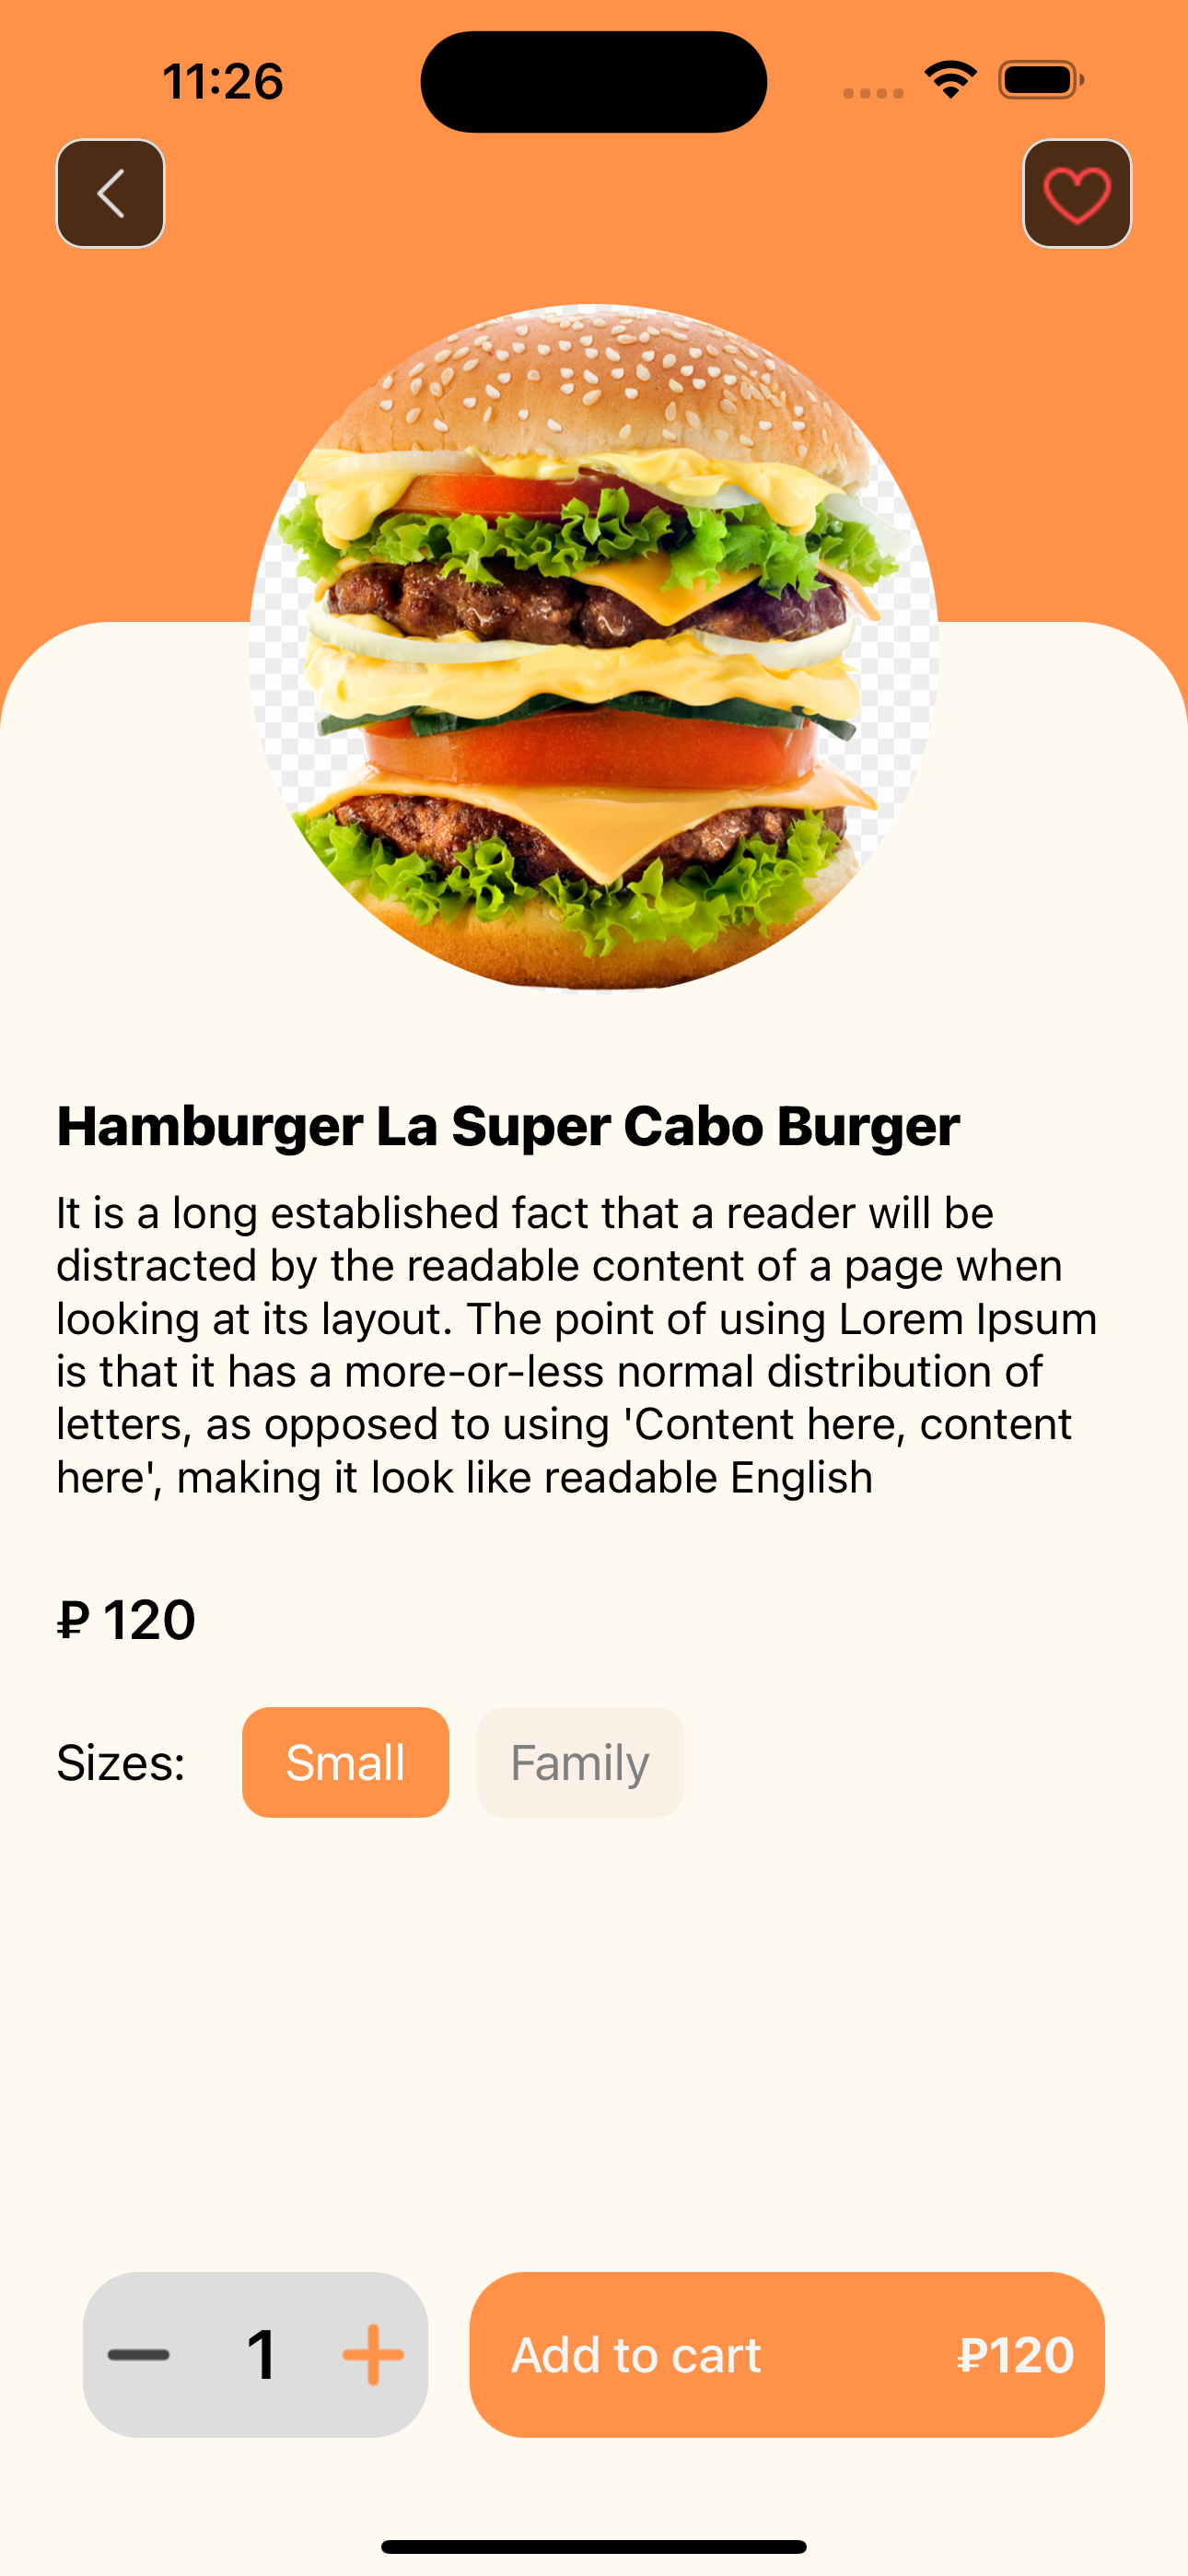 11:26
Hamburger La Super Cabo Burger
It is a long established fact that a reader will be
distracted by the readable content of a page when
looking at its layout. The point of using Lorem Ipsum
is that it has a more-or-less normal distribution of
letters, as opposed to using 'Content here, content
here', making it look like readable English
₽ 120
Sizes: Small Family
1 Add to cart ₽120